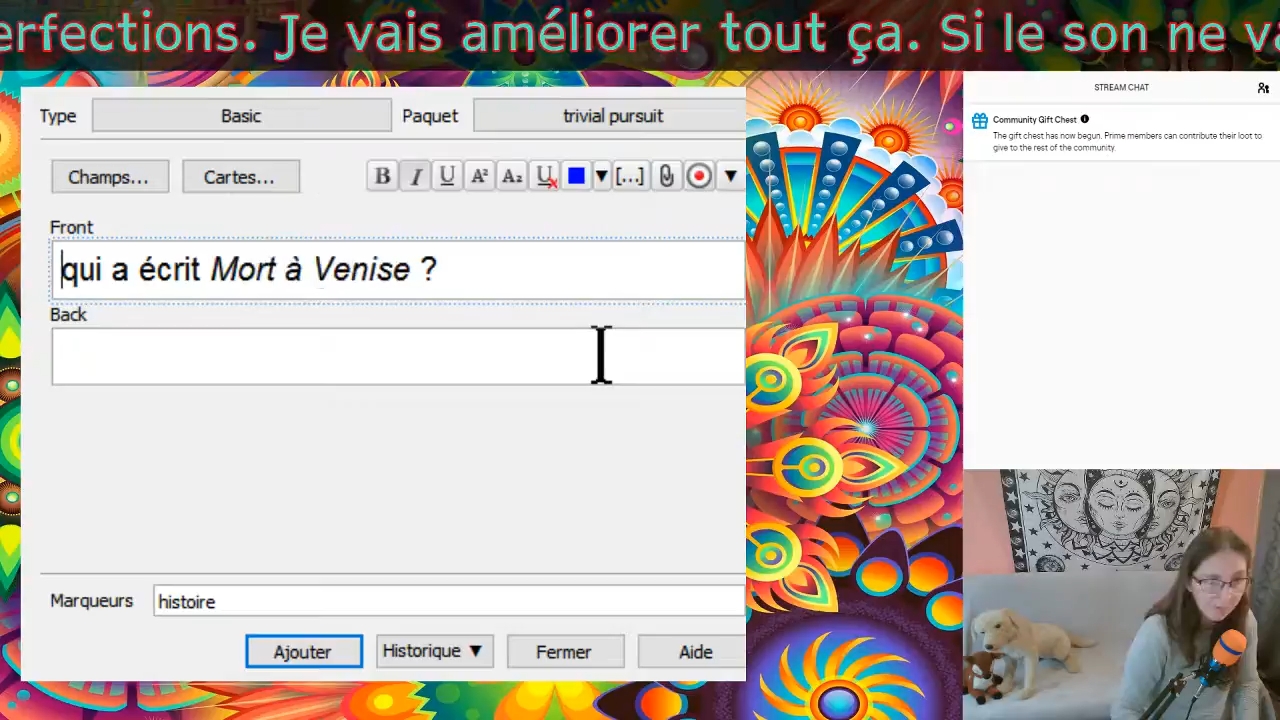 erfections. Je vais améliorer tout ça. Si le son ne va
Type Basic Paquet trivial pursuit
Champs... Cartes... B I U A² A₂ U [...]
Front
qui a écrit Mort à Venise ?
Back
Marqueurs histoire
Ajouter Historique ▼ Fermer Aide
STREAM CHAT
Community Gift Chest
The gift chest has now begun. Prime members can contribute their loot to
give to the rest of the community.